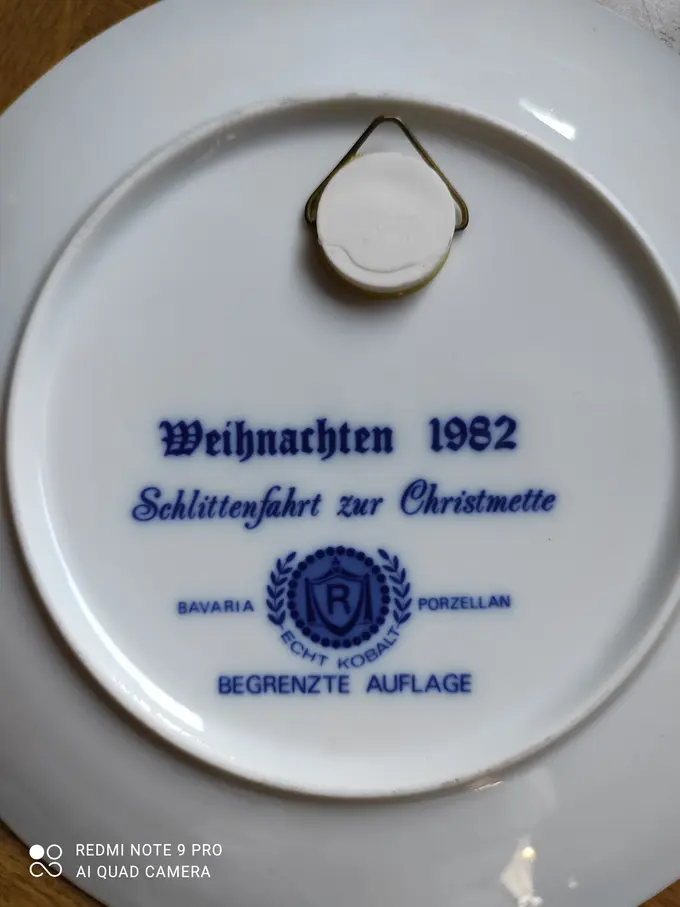 Weihnachten 1982
Schlittenfahrt zur Christmette
BAVARIA R PORZELLAN
ECHT KOBALT
BEGRENZTE AUFLAGE
REDMI NOTE 9 PRO
AI QUAD CAMERA